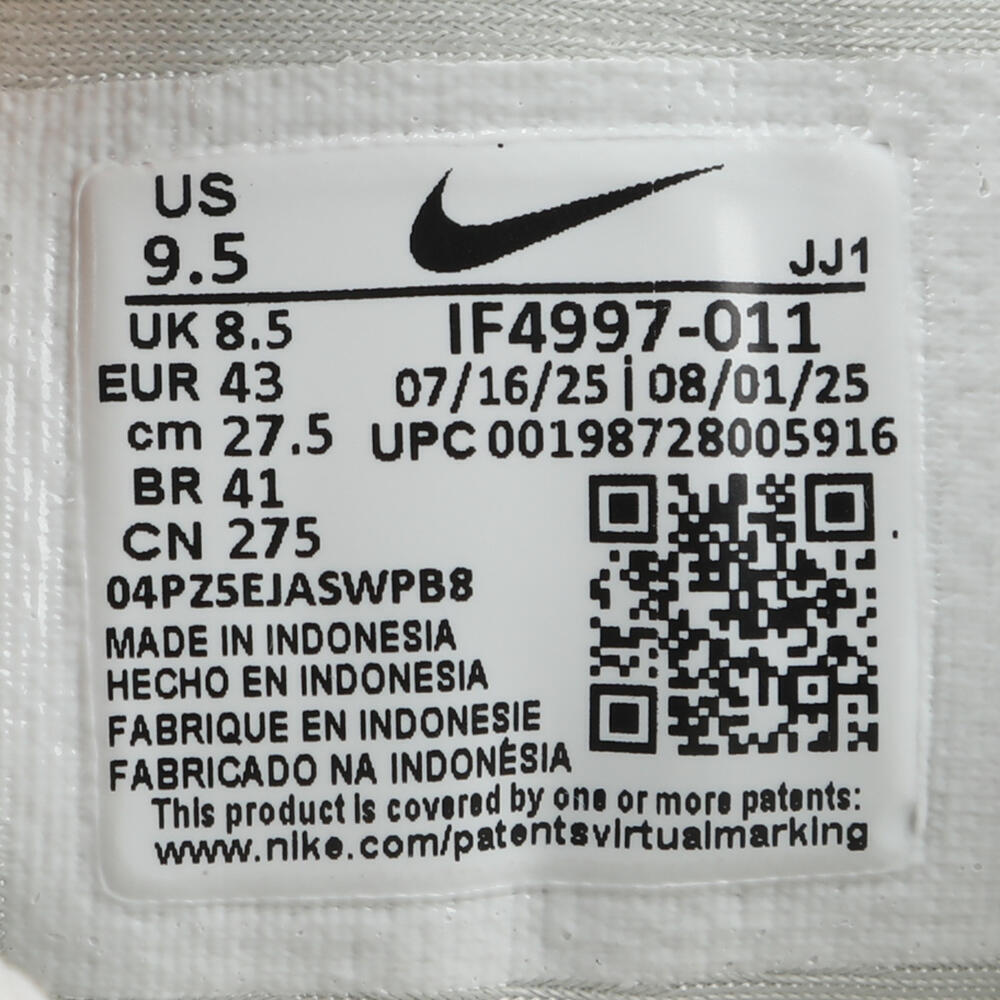 US
9.5
JJ1
UK 8.5
IF4997-011
EUR 43
07/16/25 | 08/01/25
cm 27.5
UPC 00198728005916
BR 41
CN 275
04PZ5EJASWPB8
MADE IN INDONESIA
HECHO EN INDONESIA
FABRIQUE EN INDONESIE
FABRICADO NA INDONÉSIA
This product is covered by one or more patents:
www.nike.com/patentsvirtualmarking